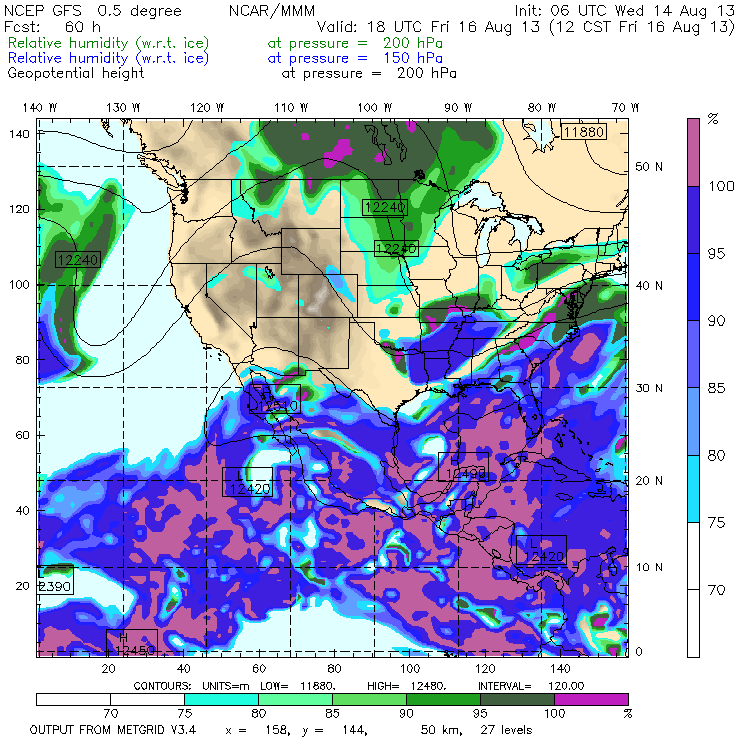 NCEP GFS 0.5 degree NCAR/MMM Init: 06 UTC Wed 14 Aug 13
Fcst: 60 h Valid: 18 UTC Fri 16 Aug 13 (12 CST Fri 16 Aug 13)
Relative humidity (w.r.t. ice) at pressure = 200 hPa
Relative humidity (w.r.t. ice) at pressure = 150 hPa
Geopotential height at pressure = 200 hPa
140 W 130 W 120 W 110 W 100 W 90 W 80 W 70 W
%
140
11880
50 N
100
120
12240
12240
12240
95
100
40 N
90
80
30 N
85
12510
60
80
L
12420
H
12480
20 N
40
75
12420
2390
10 N
20
70
H
12450
0
20 40 60 80 100 120 140
CONTOURS: UNITS=m LOW= 11880. HIGH= 12480. INTERVAL= 120.00
70 75 80 85 90 95 100 %
OUTPUT FROM METGRID V3.4 x = 158, y = 144, 50 km, 27 levels